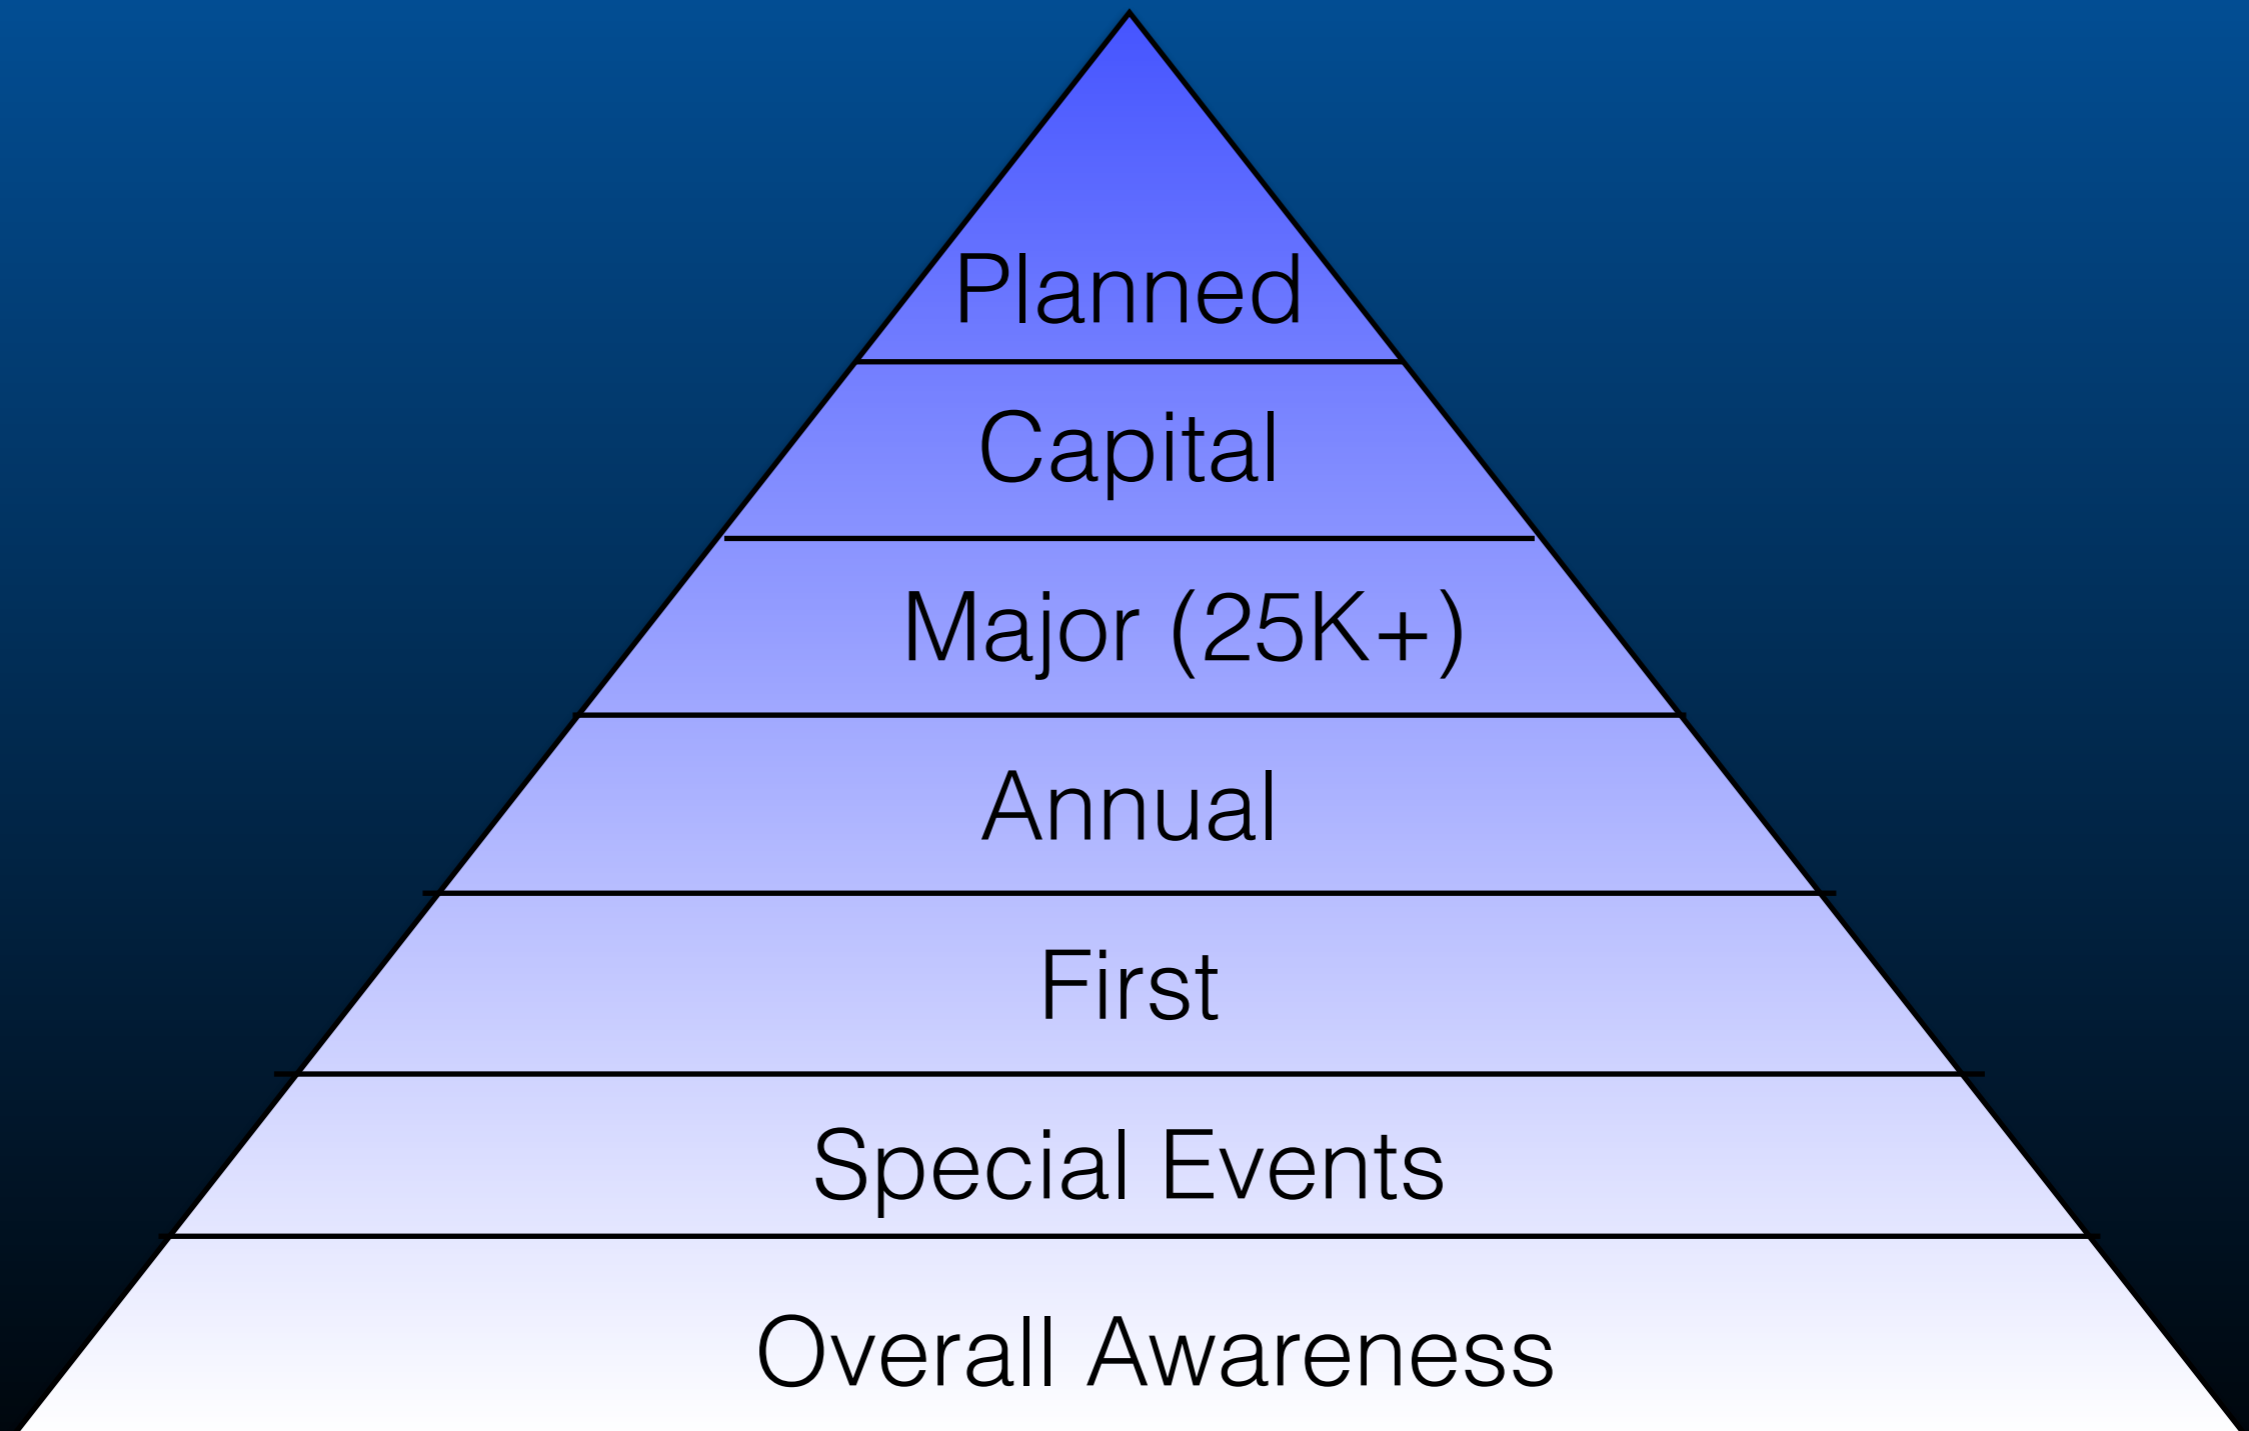 Planned
Capital
Major (25K+)
Annual
First
Special Events
Overall Awareness